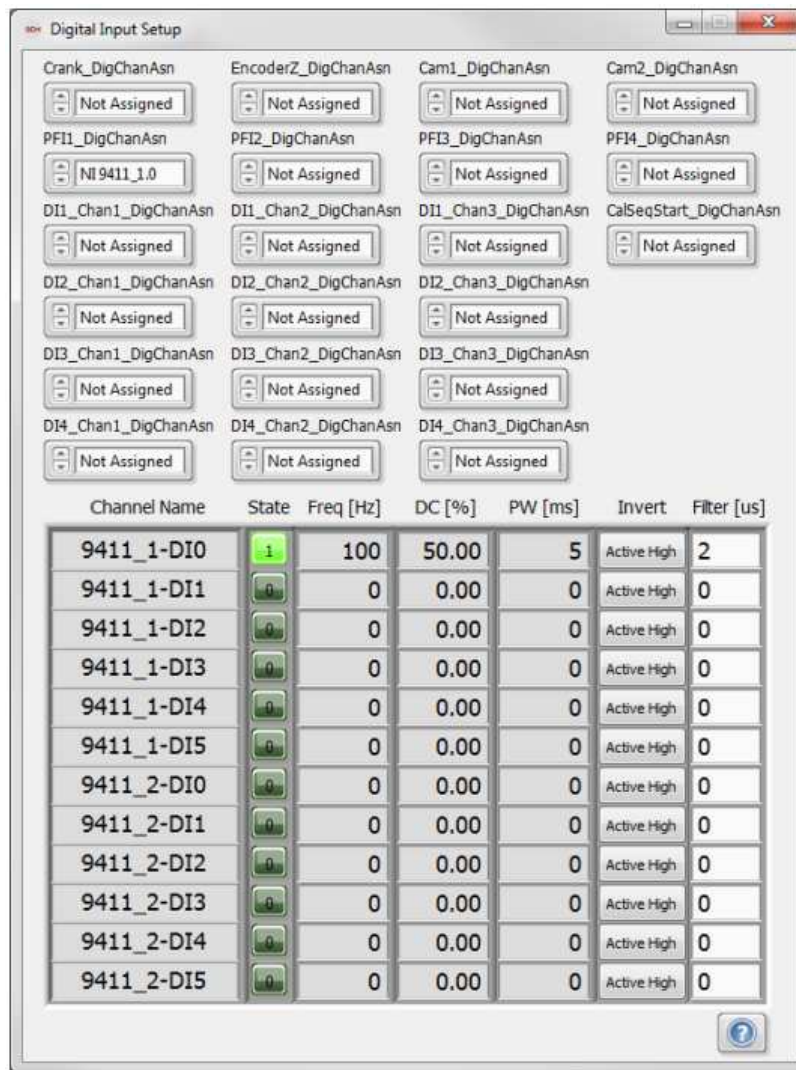 Digital Input Setup
Crank_DigChanAsn EncoderZ_DigChanAsn Cam1_DigChanAsn Cam2_DigChanAsn
Not Assigned Not Assigned Not Assigned Not Assigned
PFI1_DigChanAsn PFI2_DigChanAsn PFI3_DigChanAsn PFI4_DigChanAsn
NI 9411_1.0 Not Assigned Not Assigned Not Assigned
DI1_Chan1_DigChanAsn DI1_Chan2_DigChanAsn DI1_Chan3_DigChanAsn CalSeqStart_DigChanAsn
Not Assigned Not Assigned Not Assigned Not Assigned
DI2_Chan1_DigChanAsn DI2_Chan2_DigChanAsn DI2_Chan3_DigChanAsn
Not Assigned Not Assigned Not Assigned
DI3_Chan1_DigChanAsn DI3_Chan2_DigChanAsn DI3_Chan3_DigChanAsn
Not Assigned Not Assigned Not Assigned
DI4_Chan1_DigChanAsn DI4_Chan2_DigChanAsn DI4_Chan3_DigChanAsn
Not Assigned Not Assigned Not Assigned
Channel Name State Freq [Hz] DC [%] PW [ms] Invert Filter [us]
9411_1-DI0 1 100 50.00 5 Active High 2
9411_1-DI1 0 0 0.00 0 Active High 0
9411_1-DI2 0 0 0.00 0 Active High 0
9411_1-DI3 0 0 0.00 0 Active High 0
9411_1-DI4 0 0 0.00 0 Active High 0
9411_1-DI5 0 0 0.00 0 Active High 0
9411_2-DI0 0 0 0.00 0 Active High 0
9411_2-DI1 0 0 0.00 0 Active High 0
9411_2-DI2 0 0 0.00 0 Active High 0
9411_2-DI3 0 0 0.00 0 Active High 0
9411_2-DI4 0 0 0.00 0 Active High 0
9411_2-DI5 0 0 0.00 0 Active High 0
?